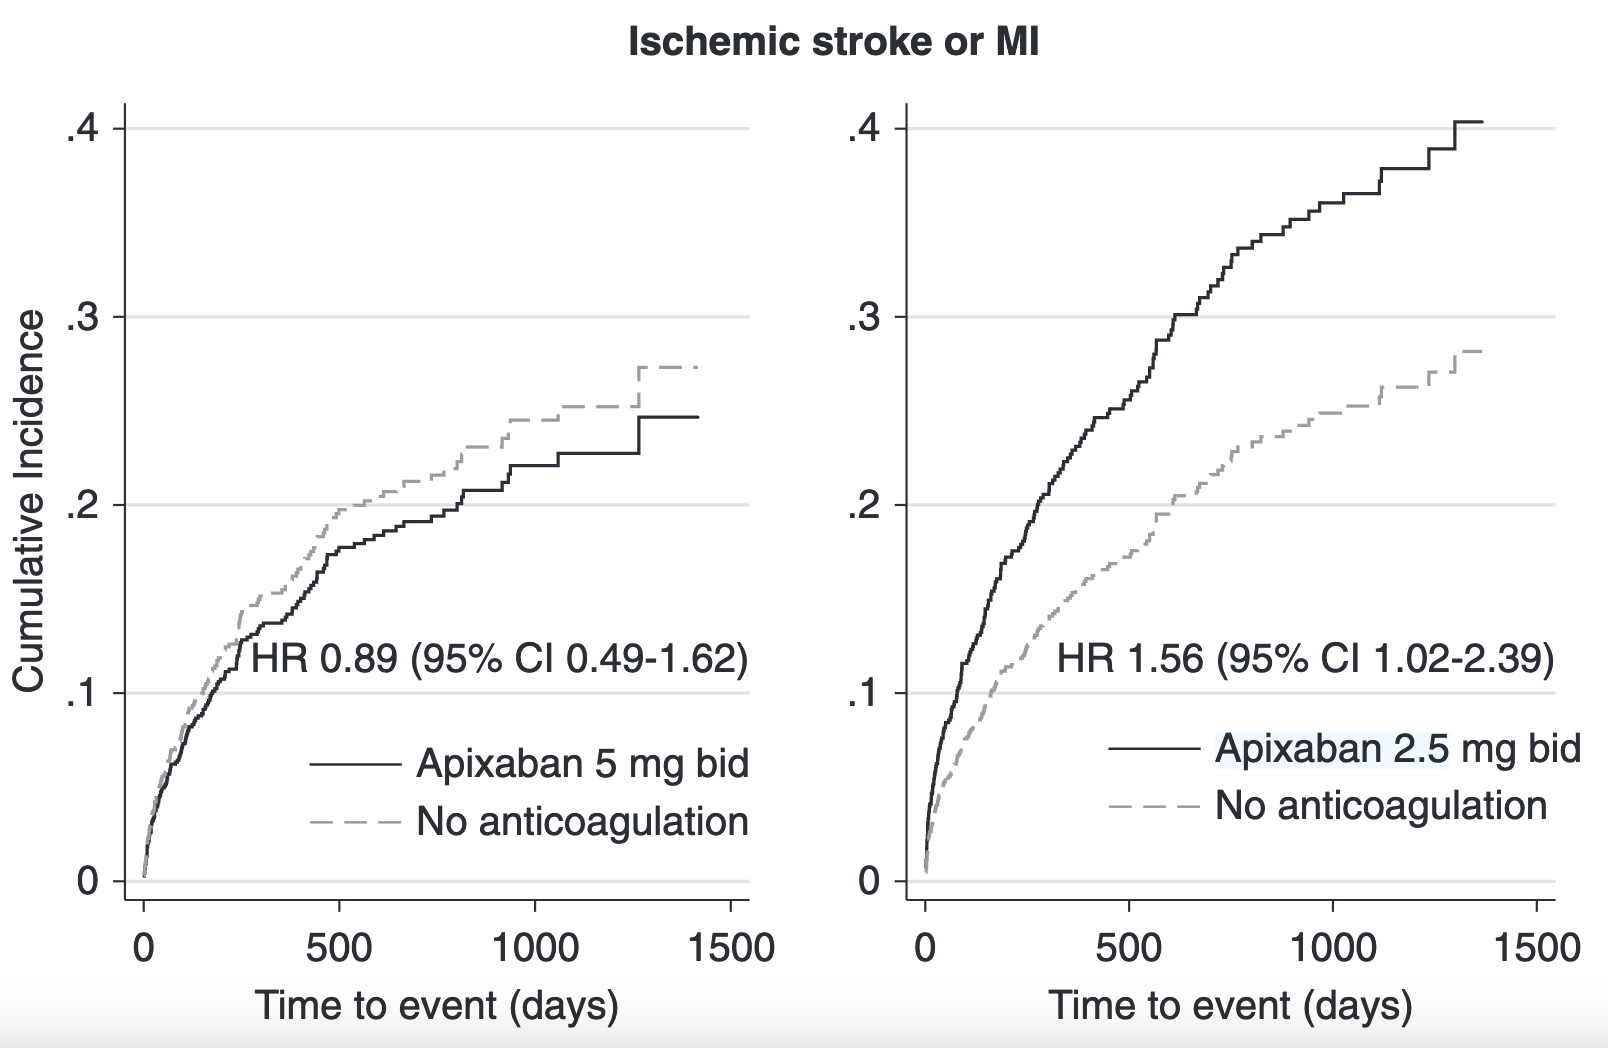 Ischemic stroke or MI
Cumulative Incidence
.4
.3
.2
.1
0
HR 0.89 (95% CI 0.49-1.62)
Apixaban 5 mg bid
No anticoagulation
0 500 1000 1500
Time to event (days)
.4
.3
.2
.1
0
HR 1.56 (95% CI 1.02-2.39)
Apixaban 2.5 mg bid
No anticoagulation
0 500 1000 1500
Time to event (days)